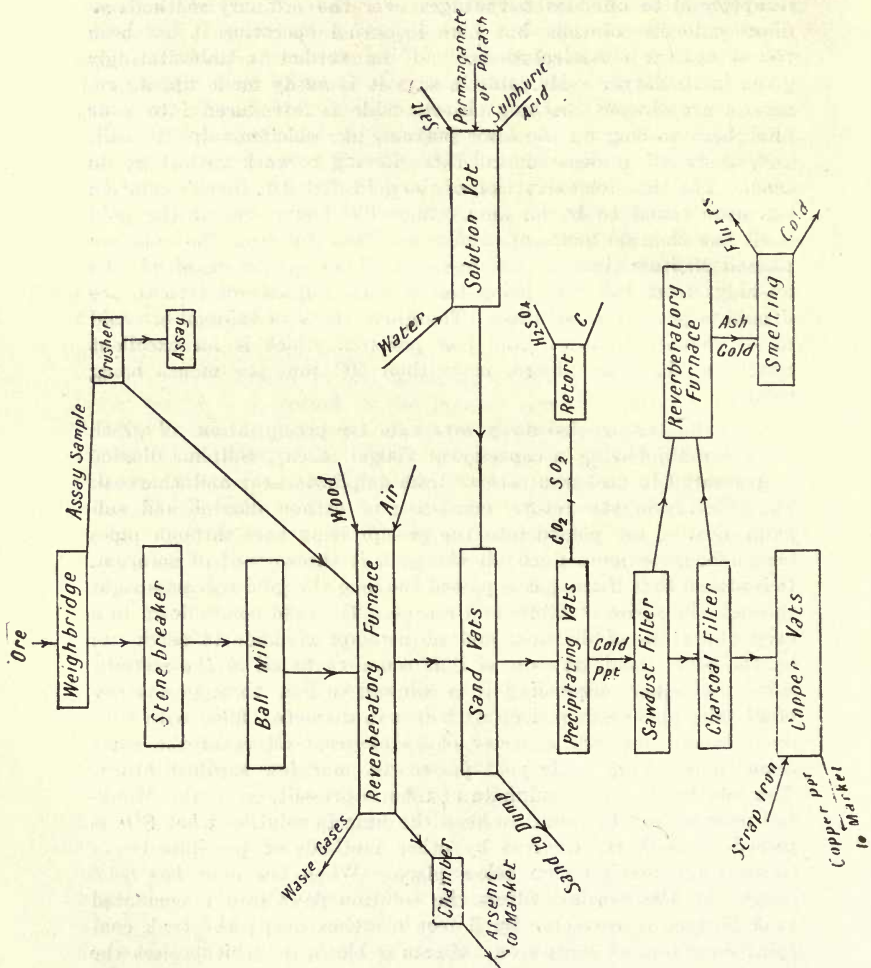 Ore
Weighbridge
Assay Sample
Crusher
Assay
Stonebreaker
Ball Mill
Wood
Air
Reverberatory Furnace
Waste Gases
Chamber
Arsenic
to Market
Salt
Permanganate
of Potash
Sulphuric
Acid
Water
Solution Vat
Sand Vats
Sand to Dump
H2SO4
C
Retort
CO2
SO2
Precipitating Vats
Gold
Ppt
Sawdust Filter
Charcoal Filter
Reverberatory
Furnace
Ash
Gold
Smelting
Fluxes
Gold
Copper Vats
Scrap Iron
Copper ppt
to Market